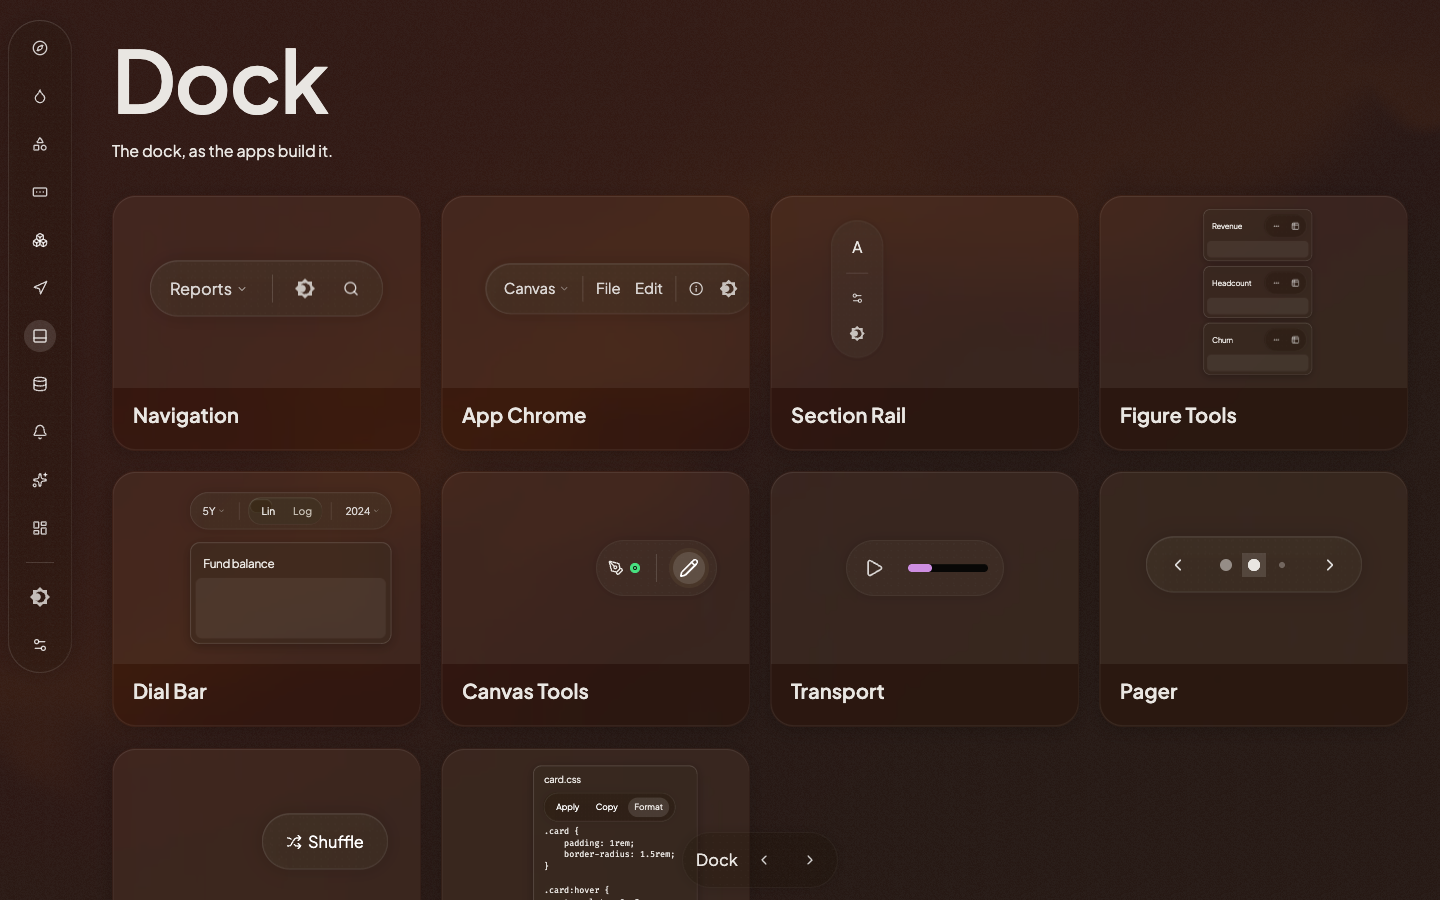 Dock
The dock, as the apps build it.
Reports
Navigation
Canvas File Edit
App Chrome
A
Section Rail
Revenue
Headcount
Churn
Figure Tools
5Y Lin Log 2024
Fund balance
Dial Bar
Canvas Tools
Transport
Pager
Shuffle
card.css
Apply Copy Format
.card {
    padding: 1rem;
    border-radius: 1.5rem;
}
.card:hover {
Dock